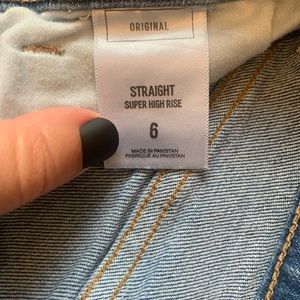 ORIGINAL
STRAIGHT
SUPER HIGH RISE
6
MADE IN PAKISTAN
FABRIQUÉ AU PAKISTAN